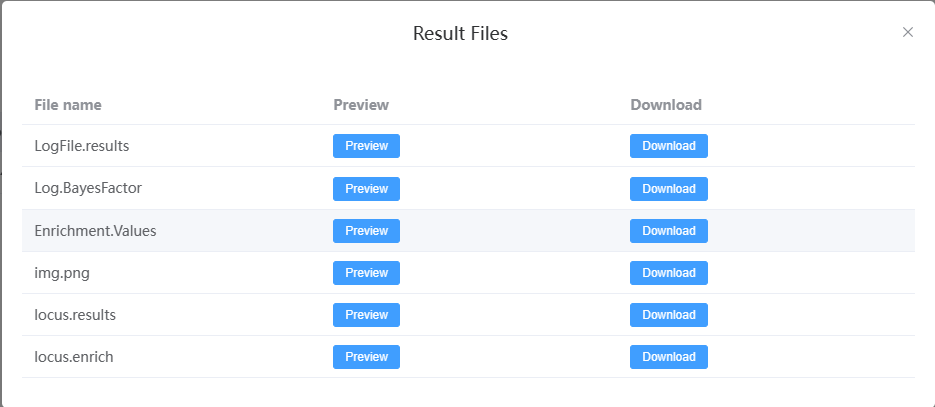 Result Files
File name Preview Download
LogFile.results Preview Download
Log.BayesFactor Preview Download
Enrichment.Values Preview Download
img.png Preview Download
locus.results Preview Download
locus.enrich Preview Download